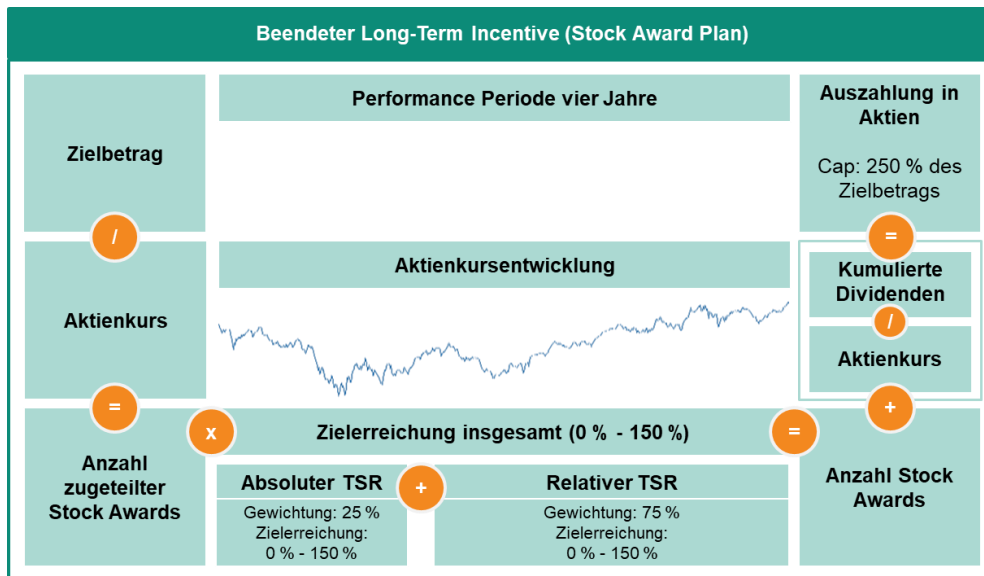 Beendeter Long-Term Incentive (Stock Award Plan)
Zielbetrag
/
Aktienkurs
=
Anzahl
zugeteilter
Stock Awards
Performance Periode vier Jahre
Aktienkursentwicklung
x
Zielerreichung insgesamt (0 % - 150 %)
=
Absoluter TSR
Gewichtung: 25 %
Zielerreichung:
0 % - 150 %
+
Relativer TSR
Gewichtung: 75 %
Zielerreichung:
0 % - 150 %
Auszahlung in
Aktien
Cap: 250 % des
Zielbetrags
=
Kumulierte
Dividenden
/
Aktienkurs
+
Anzahl Stock
Awards